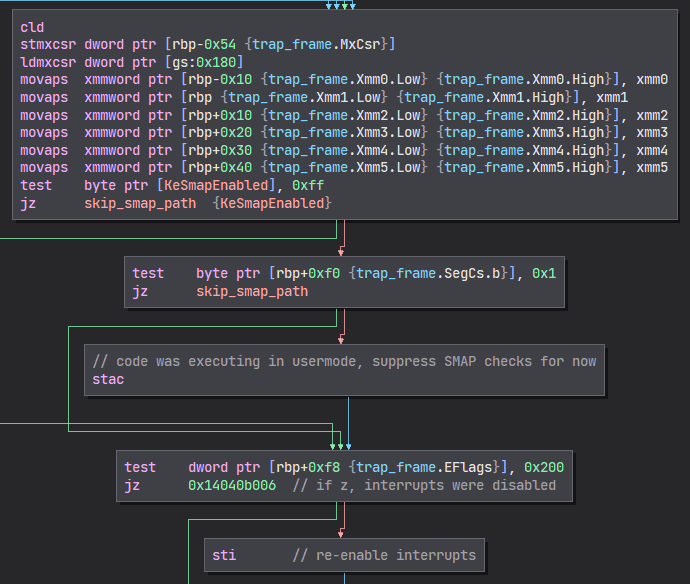 cld
stmxcsr dword ptr [rbp-0x54 {trap_frame.MxCsr}]
ldmxcsr dword ptr [gs:0x180]
movaps  xmmword ptr [rbp-0x10 {trap_frame.Xmm0.Low} {trap_frame.Xmm0.High}], xmm0
movaps  xmmword ptr [rbp {trap_frame.Xmm1.Low} {trap_frame.Xmm1.High}], xmm1
movaps  xmmword ptr [rbp+0x10 {trap_frame.Xmm2.Low} {trap_frame.Xmm2.High}], xmm2
movaps  xmmword ptr [rbp+0x20 {trap_frame.Xmm3.Low} {trap_frame.Xmm3.High}], xmm3
movaps  xmmword ptr [rbp+0x30 {trap_frame.Xmm4.Low} {trap_frame.Xmm4.High}], xmm4
movaps  xmmword ptr [rbp+0x40 {trap_frame.Xmm5.Low} {trap_frame.Xmm5.High}], xmm5
test    byte ptr [KeSmapEnabled], 0xff
jz      skip_smap_path  {KeSmapEnabled}
test    byte ptr [rbp+0xf0 {trap_frame.SegCs.b}], 0x1
jz      skip_smap_path
// code was executing in usermode, suppress SMAP checks for now
stac
test    dword ptr [rbp+0xf8 {trap_frame.EFlags}], 0x200
jz      0x14040b006  // if z, interrupts were disabled
sti       // re-enable interrupts